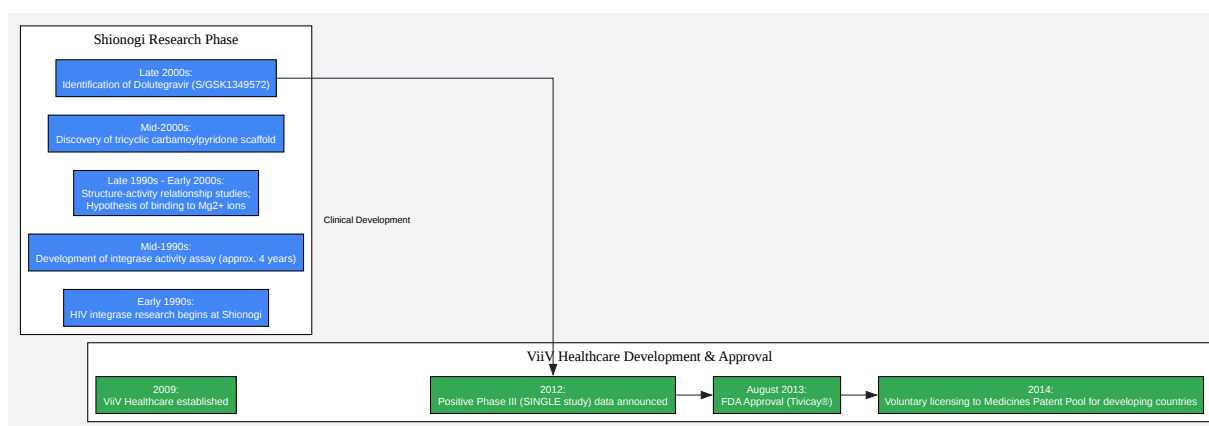 Shionogi Research Phase
Late 2000s:
Identification of Dolutegravir (S/GSK1349572)
Mid-2000s:
Discovery of tricyclic carbamoylpyridone scaffold
Late 1990s - Early 2000s:
Structure-activity relationship studies;
Hypothesis of binding to Mg2+ ions
Mid-1990s:
Development of integrase activity assay (approx. 4 years)
Early 1990s:
HIV integrase research begins at Shionogi
Clinical Development
ViiV Healthcare Development & Approval
2009:
ViiV Healthcare established
2012:
Positive Phase III (SINGLE study) data announced
August 2013:
FDA Approval (Tivicay®)
2014:
Voluntary licensing to Medicines Patent Pool for developing countries